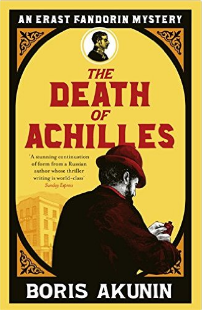 AN ERAST FANDORIN MYSTERY
THE
DEATH
OF
ACHILLES
'A stunning continuation
of form from a Russian
author whose thriller
writing is world-class'
Sunday Express
BORIS AKUNIN